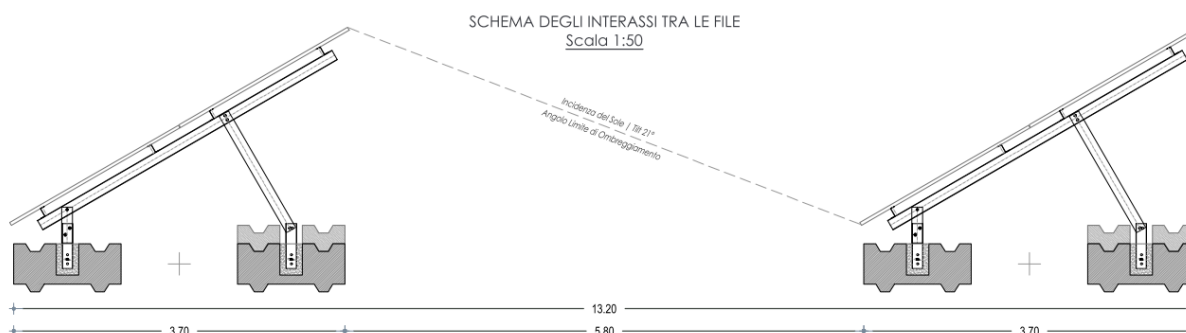 SCHEMA DEGLI INTERASSI TRA LE FILE
Scala 1:50
Incidenza del Sole | Tilt 21°
Angolo Limite di Ombreggiamento
13.20
3.70 5.80 3.70